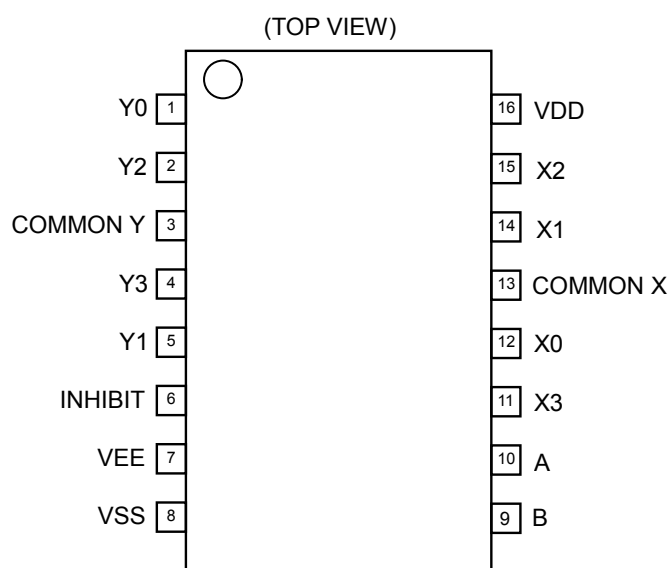 (TOP VIEW)
Y0 1
Y2 2
COMMON Y 3
Y3 4
Y1 5
INHIBIT 6
VEE 7
VSS 8
16 VDD
15 X2
14 X1
13 COMMON X
12 X0
11 X3
10 A
9 B